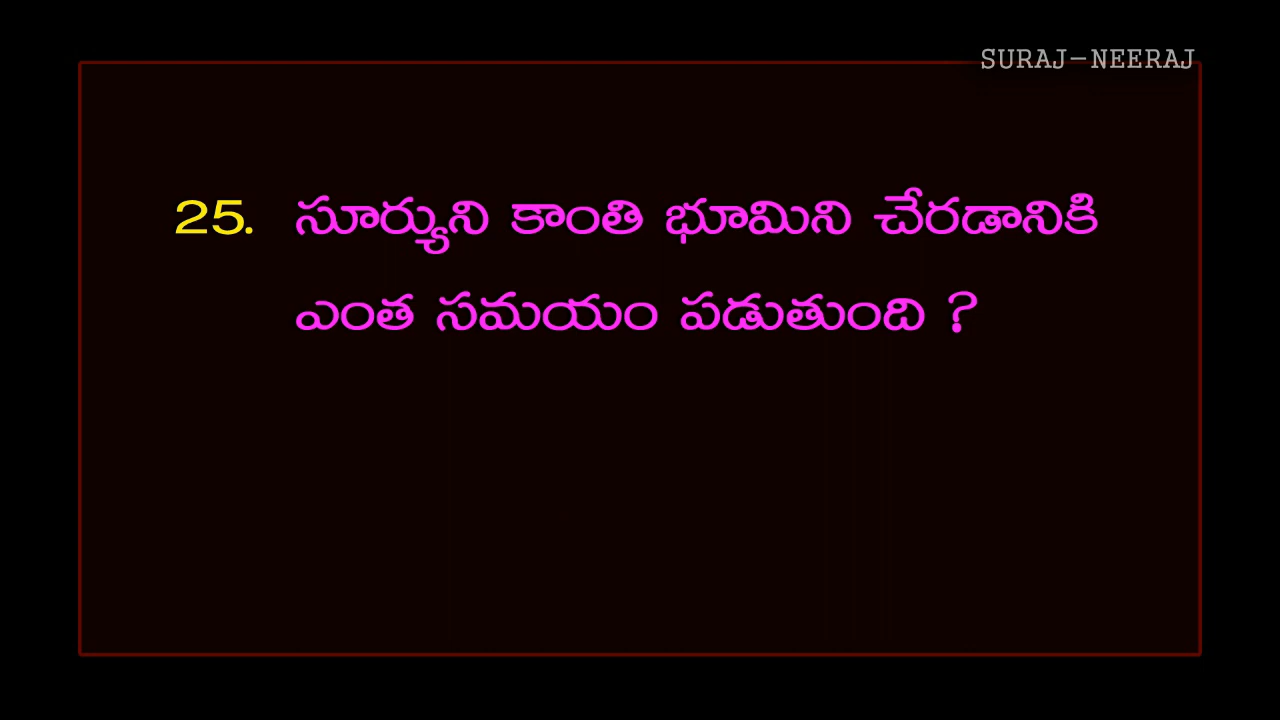 SURAJ-NEERAJ
25. సూర్యుని కాంతి భూమిని చేరడానికి
ఎంత సమయం పడుతుంది ?